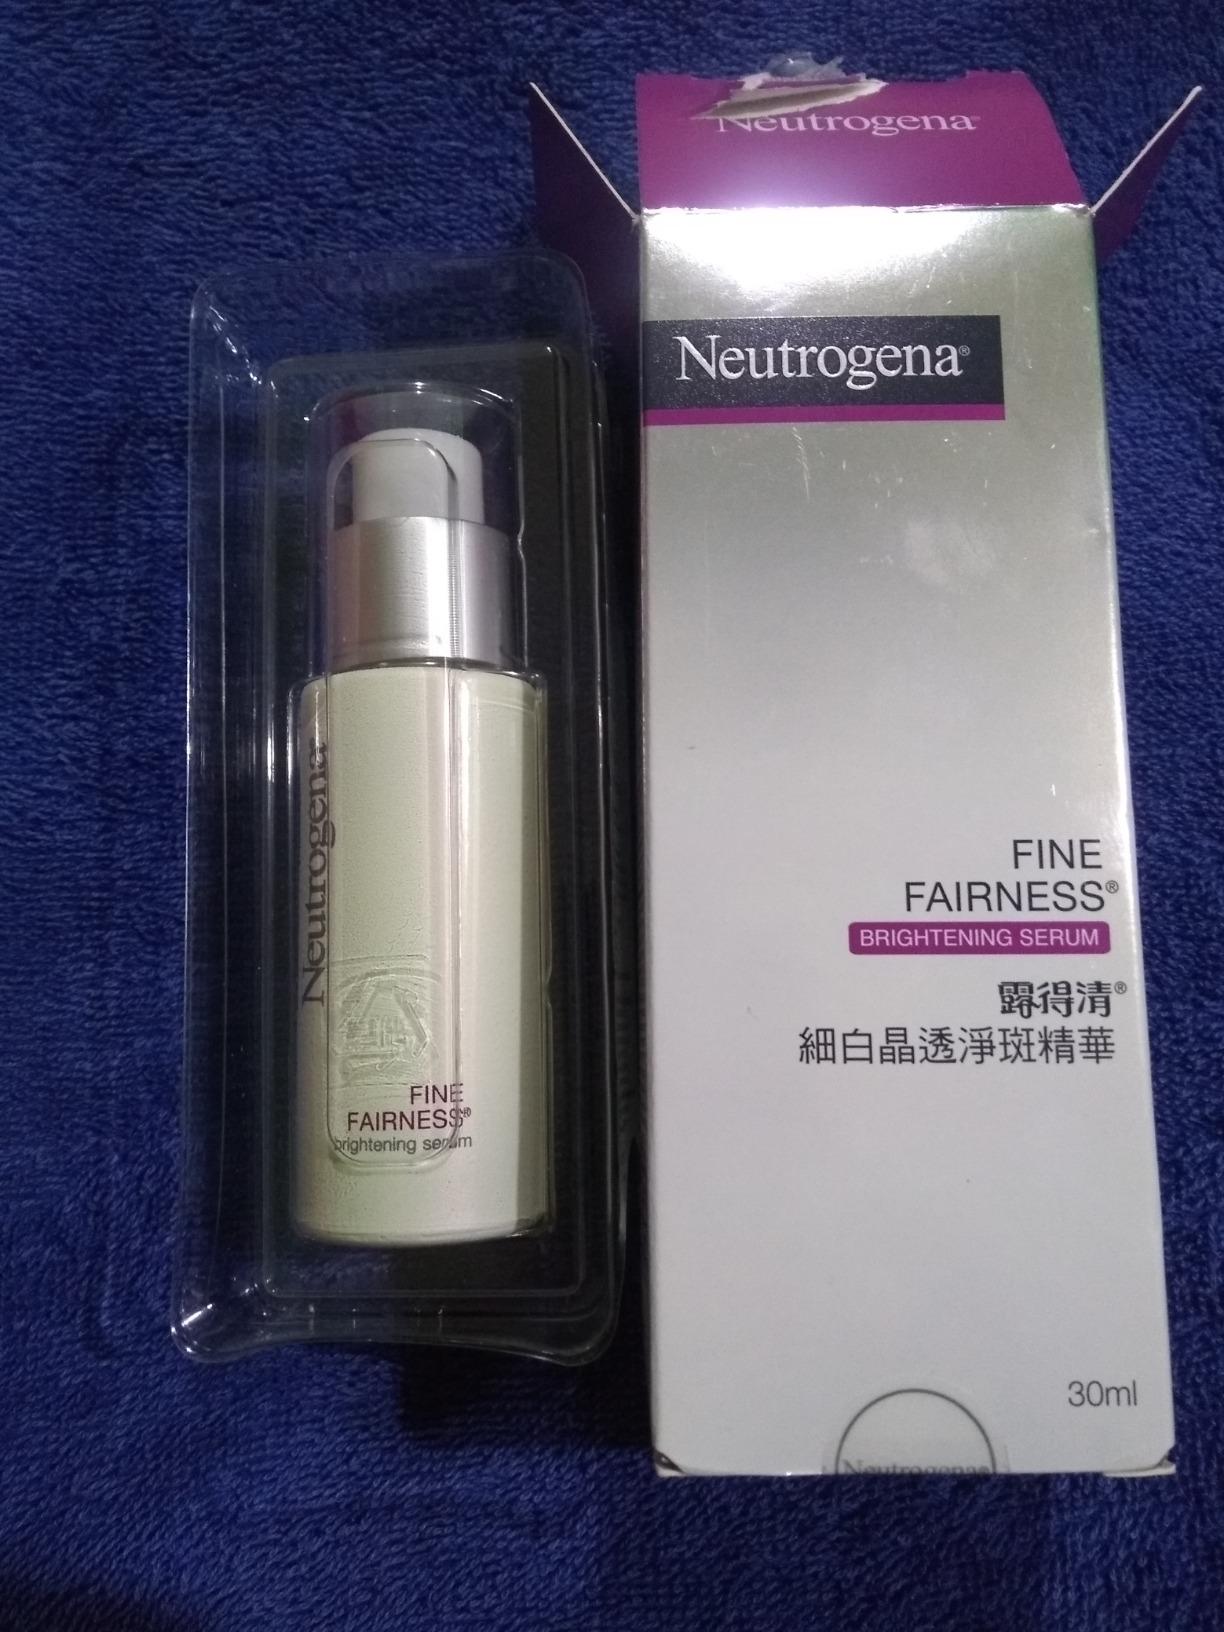 Neutrogena
Neutrogena®
FINE
FAIRNESS®
BRIGHTENING SERUM
露得清®
細白晶透淨斑精華
30ml
Neutrogena®
Neutrogena
FINE
FAIRNESS®
brightening serum